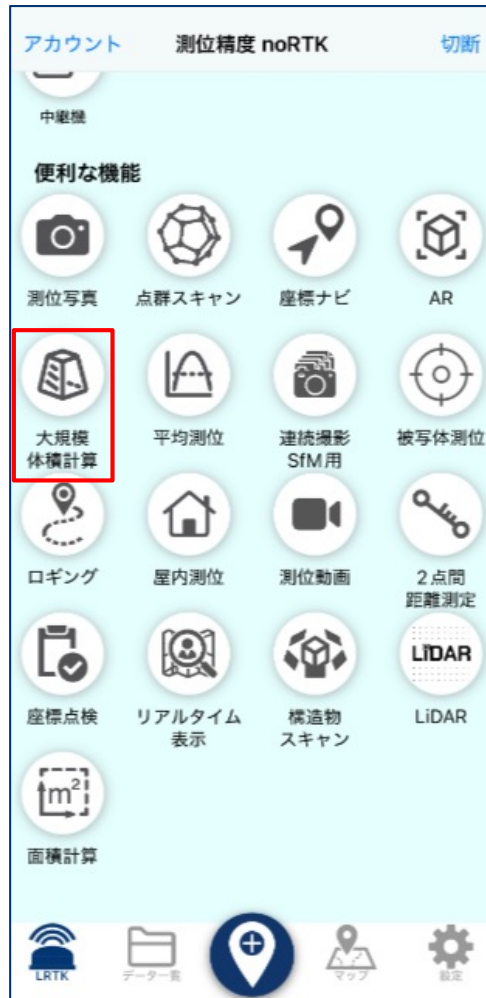 アカウント 測位精度 noRTK 切断
中継機
便利な機能
測位写真 点群スキャン 座標ナビ AR
大規模 平均測位 連続撮影 被写体測位
体積計算 SfM用
ロギング 屋内測位 測位動画 2点間
距離測定
LiDAR
座標点検 リアルタイム 構造物 LiDAR
表示 スキャン
m²
面積計算
LRTK データ一覧 マップ 設定